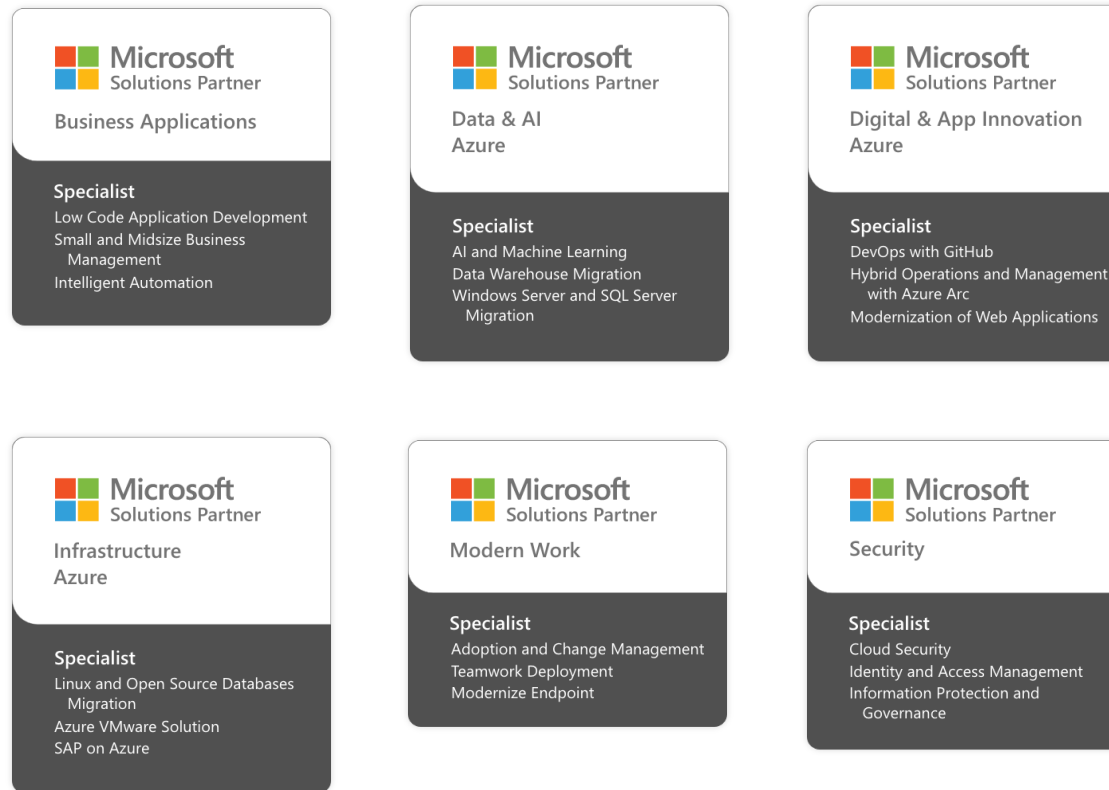 Microsoft
Solutions Partner
Business Applications
Specialist
Low Code Application Development
Small and Midsize Business
Management
Intelligent Automation
Microsoft
Solutions Partner
Data & AI
Azure
Specialist
AI and Machine Learning
Data Warehouse Migration
Windows Server and SQL Server
Migration
Microsoft
Solutions Partner
Digital & App Innovation
Azure
Specialist
DevOps with GitHub
Hybrid Operations and Management
with Azure Arc
Modernization of Web Applications
Microsoft
Solutions Partner
Infrastructure
Azure
Specialist
Linux and Open Source Databases
Migration
Azure VMware Solution
SAP on Azure
Microsoft
Solutions Partner
Modern Work
Specialist
Adoption and Change Management
Teamwork Deployment
Modernize Endpoint
Microsoft
Solutions Partner
Security
Specialist
Cloud Security
Identity and Access Management
Information Protection and
Governance